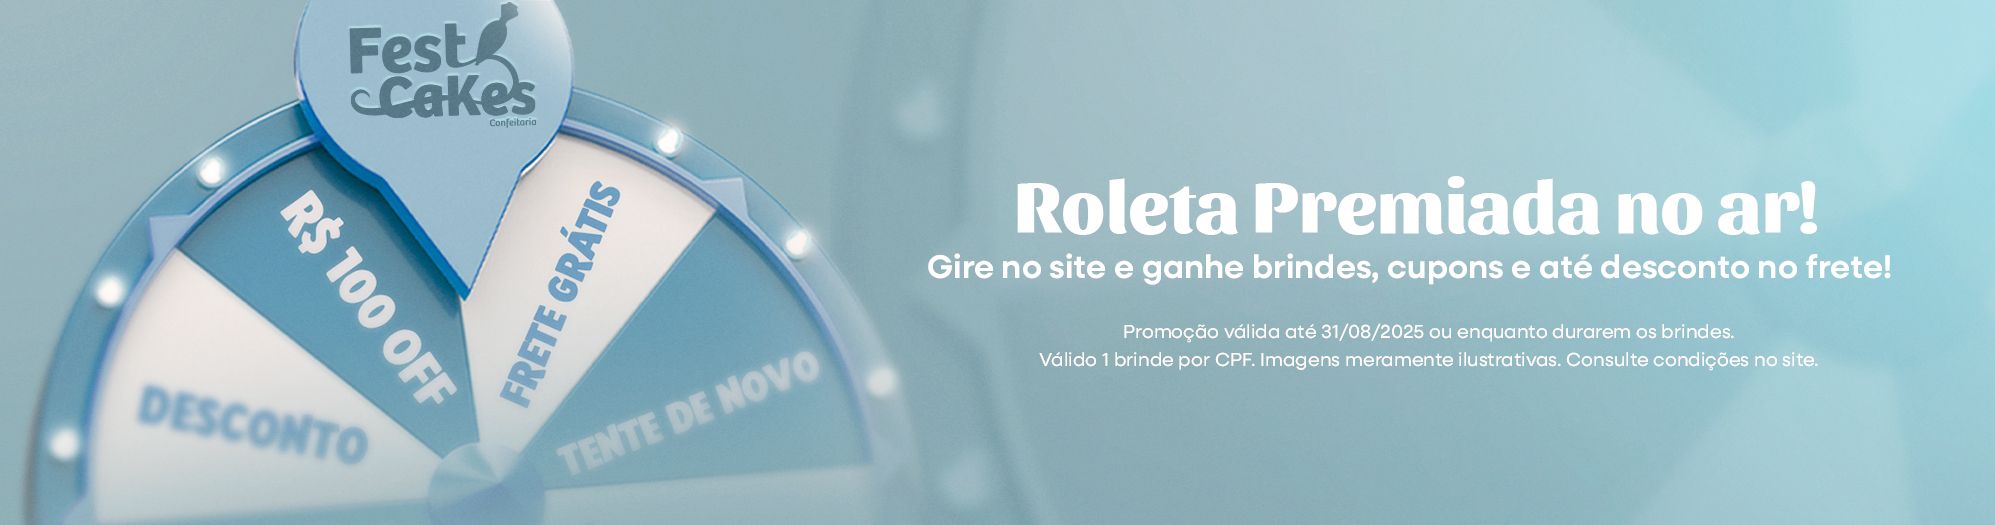 Fest
Cakes
Confeitaria
R$ 100 OFF
FRETE GRÁTIS
DESCONTO
TENTE DE NOVO
Roleta Premiada no ar!
Gire no site e ganhe brindes, cupons e até desconto no frete!
Promoção válida até 31/08/2025 ou enquanto durarem os brindes.
Válido 1 brinde por CPF. Imagens meramente ilustrativas. Consulte condições no site.